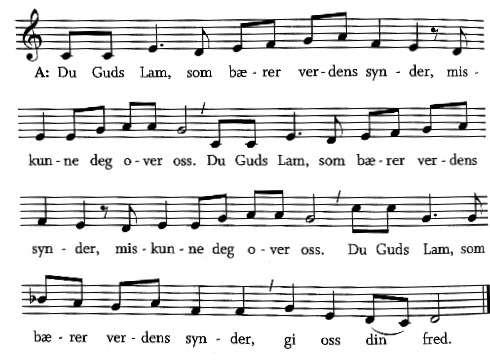 A: Du Guds Lam, som bæ - rer ver - dens syn - der, mis -
kun - ne deg o - ver oss. Du Guds Lam, som bæ - rer ver - dens
syn - der, mis - kun - ne deg o - ver oss. Du Guds Lam, som
bæ - rer ver - dens syn - der, gi oss din fred.